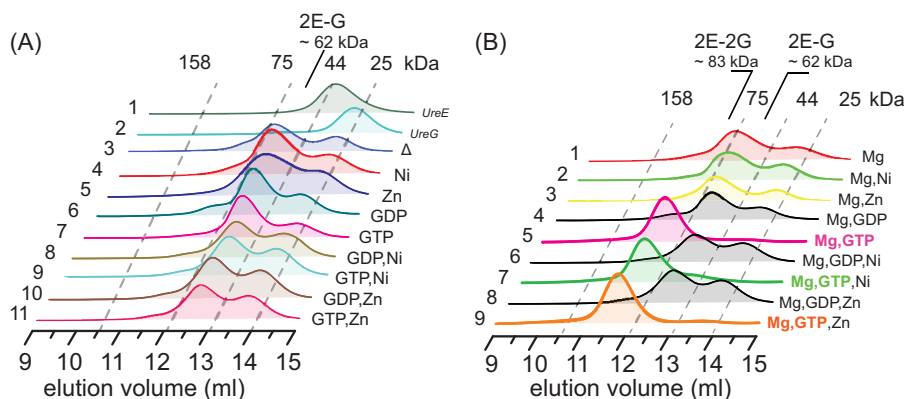 (A)
2E-G
~ 62 kDa
158 75 44 25 kDa
1 UreE
2 UreG
3 Δ
4 Ni
5 Zn
6 GDP
7 GTP
8 GDP,Ni
9 GTP,Ni
10 GDP,Zn
11 GTP,Zn
9 10 11 12 13 14 15
elution volume (ml)
(B)
2E-2G 2E-G
~ 83 kDa ~ 62 kDa
158 75 44 25 kDa
1 Mg
2 Mg,Ni
3 Mg,Zn
4 Mg,GDP
5 Mg,GTP
6 Mg,GDP,Ni
7 Mg,GTP,Ni
8 Mg,GDP,Zn
9 Mg,GTP,Zn
9 10 11 12 13 14 15
elution volume (ml)